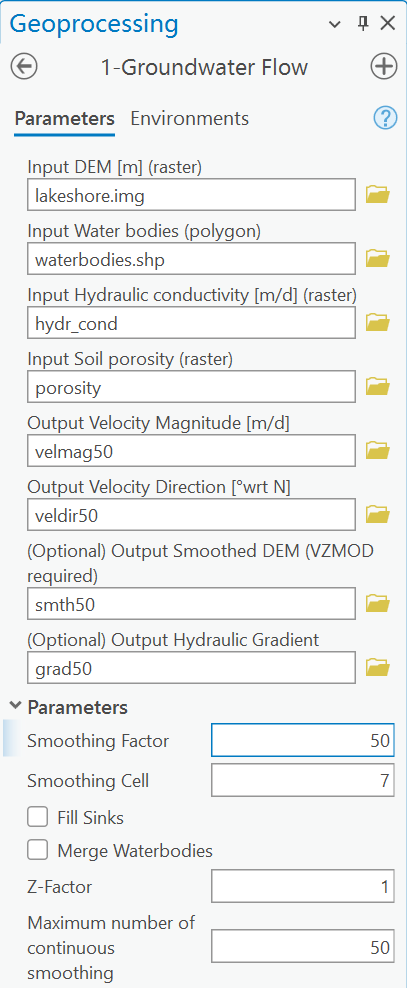 Geoprocessing
1-Groundwater Flow
Parameters Environments
?
Input DEM [m] (raster)
lakeshore.img
Input Water bodies (polygon)
waterbodies.shp
Input Hydraulic conductivity [m/d] (raster)
hydr_cond
Input Soil porosity (raster)
porosity
Output Velocity Magnitude [m/d]
velmag50
Output Velocity Direction [°wrt N]
veldir50
(Optional) Output Smoothed DEM (VZMOD
required)
smth50
(Optional) Output Hydraulic Gradient
grad50
Parameters
Smoothing Factor 50
Smoothing Cell 7
Fill Sinks
Merge Waterbodies
Z-Factor 1
Maximum number of
continuous 50
smoothing